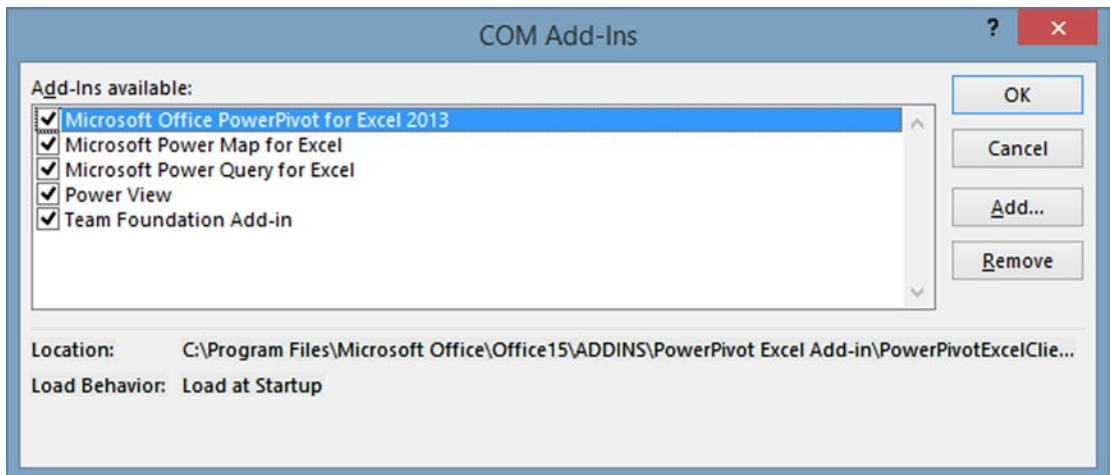 COM Add-Ins
?
Add-Ins available:
Microsoft Office PowerPivot for Excel 2013
Microsoft Power Map for Excel
Microsoft Power Query for Excel
Power View
Team Foundation Add-in
OK
Cancel
Add...
Remove
Location: C:\Program Files\Microsoft Office\Office15\ADDINS\PowerPivot Excel Add-in\PowerPivotExcelClie...
Load Behavior: Load at Startup